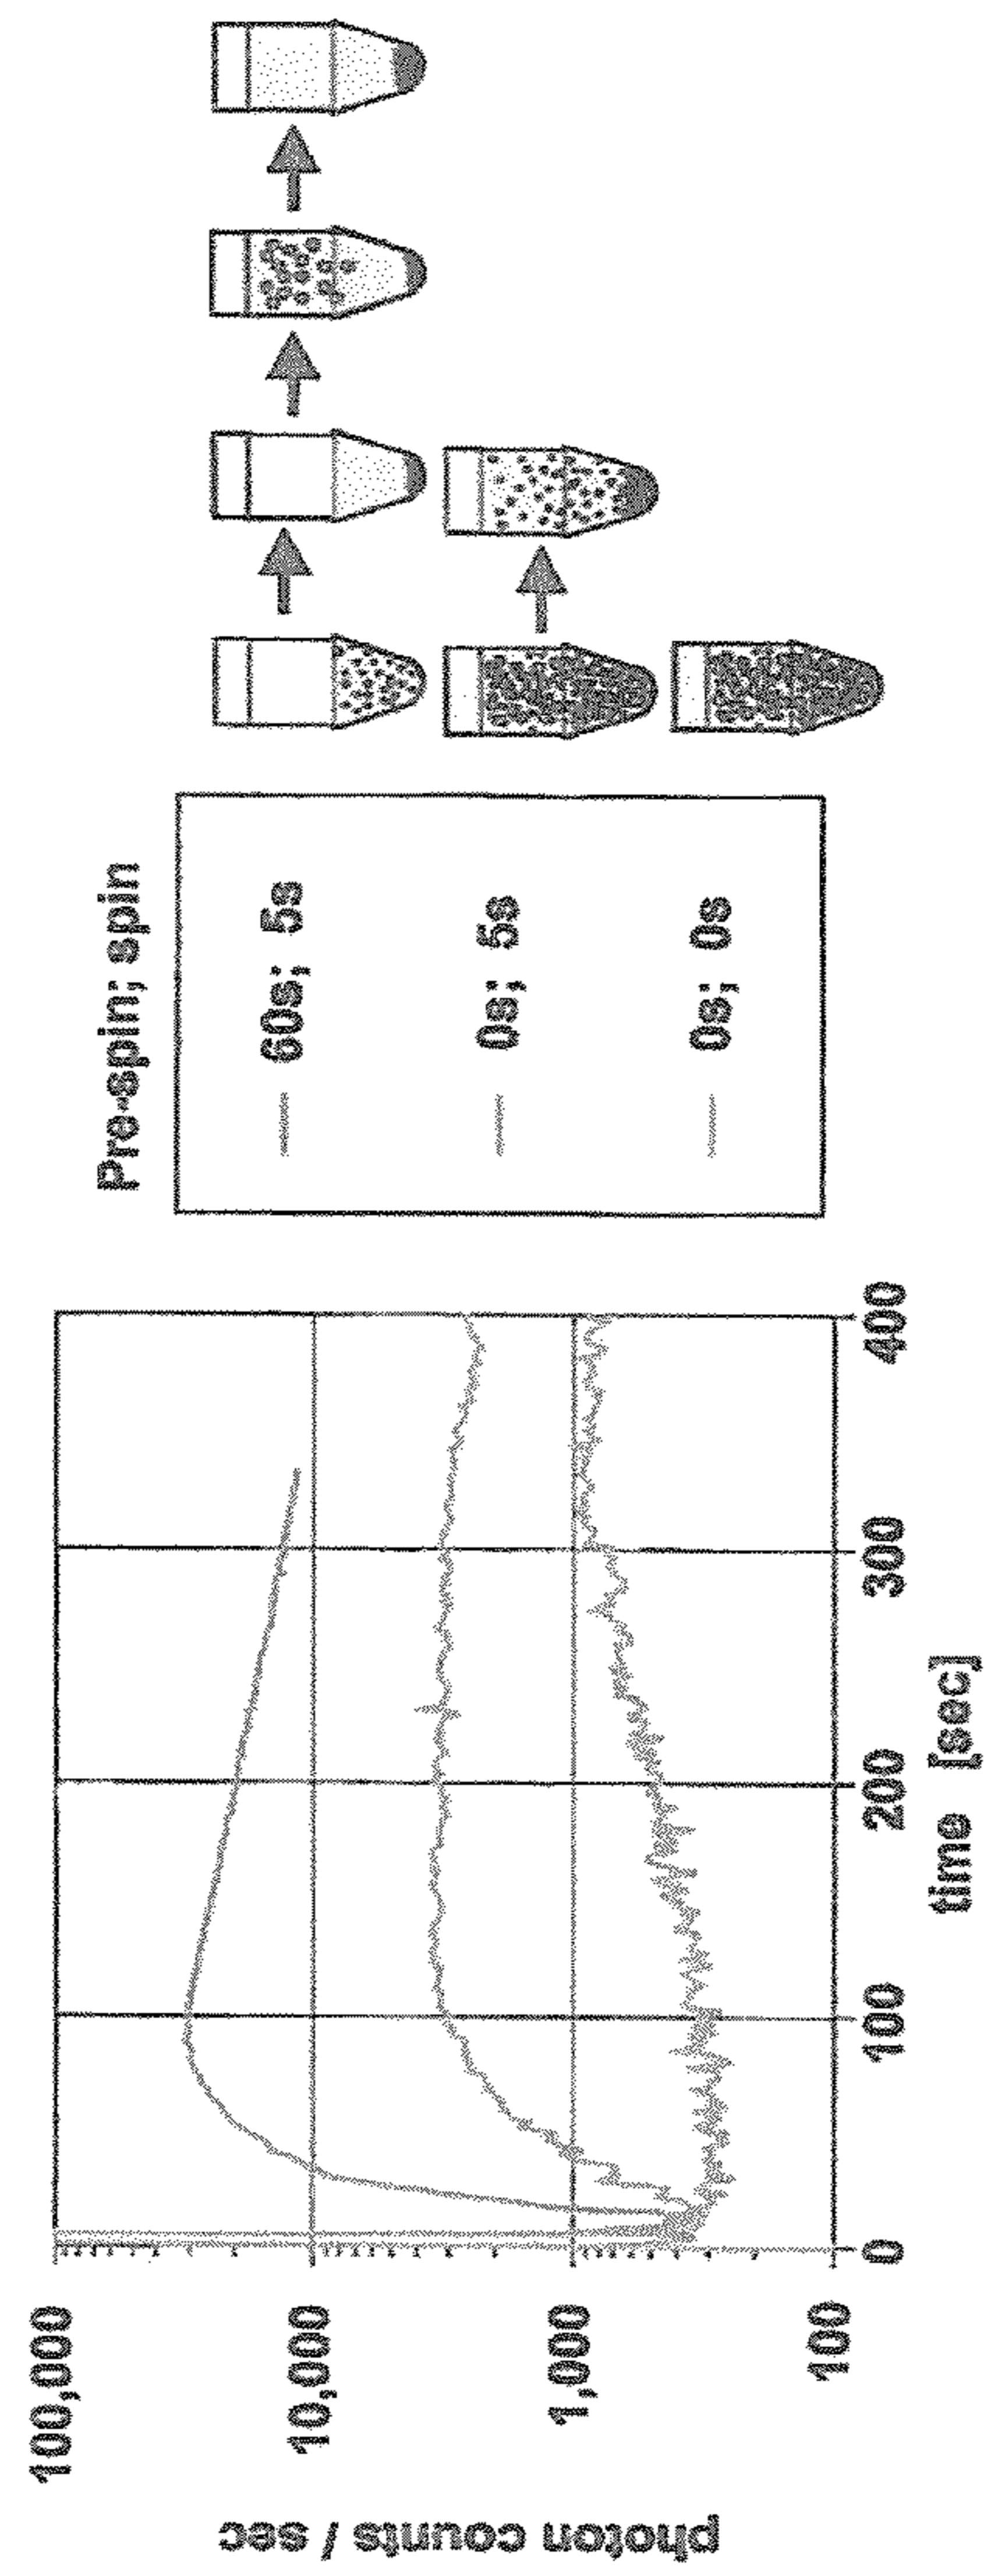 photon counts / sec
100,000
10,000
1,000
100
0
100
200
300
400
time [sec]
Pre-spin; spin
60s; 5s
0s; 5s
0s; 0s